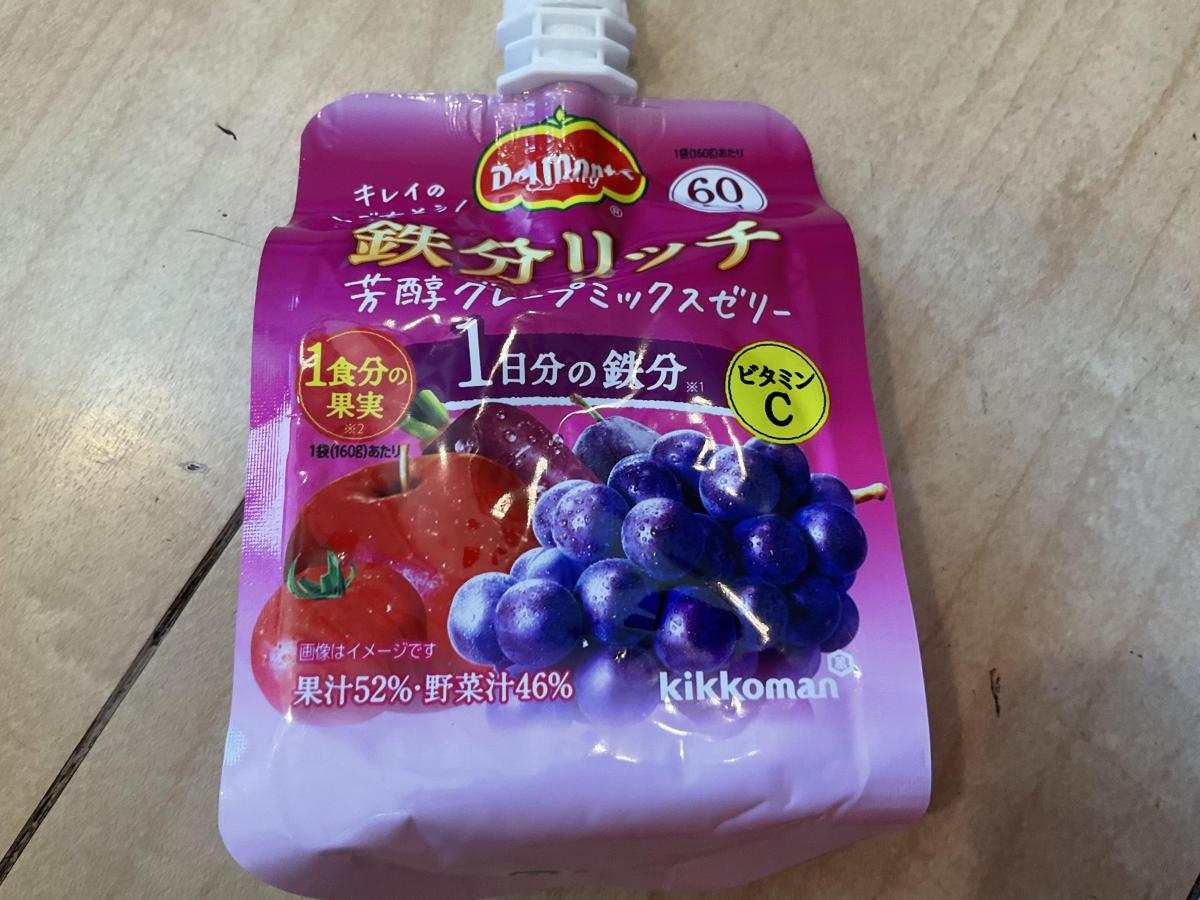 Del Monte
Quality
®
1袋(160g)あたり
60
キレイの
鉄分リッチ
芳醇グレープミックスゼリー
1食分の
果実
※2
1袋(160g)あたり
1日分の鉄分※1
ビタミン
C
画像はイメージです
果汁52%・野菜汁46%
kikkoman